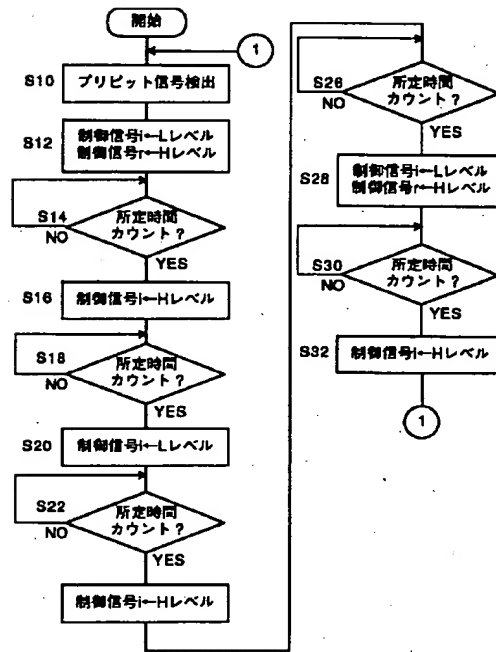 開始
1
S10
プリピット信号検出
S12
制御信号i←Lレベル
制御信号r←Hレベル
S14
所定時間
カウント?
NO
YES
S16
制御信号i←Hレベル
S18
所定時間
カウント?
NO
YES
S20
制御信号i←Lレベル
S22
所定時間
カウント?
NO
YES
制御信号i←Hレベル
S26
所定時間
カウント?
NO
YES
S28
制御信号i←Lレベル
制御信号r←Hレベル
S30
所定時間
カウント?
NO
YES
S32
制御信号i←Hレベル
1